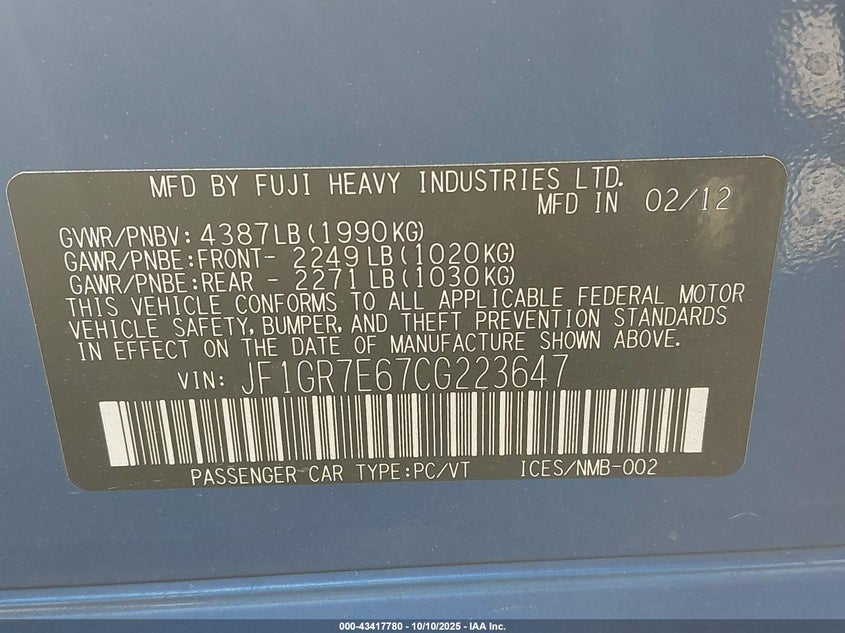 MFD BY FUJI HEAVY INDUSTRIES LTD.
MFD IN 02/12
GVWR/PNBV: 4387LB(1990KG)
GAWR/PNBE:FRONT- 2249LB(1020KG)
GAWR/PNBE:REAR - 2271LB(1030KG)
THIS VEHICLE CONFORMS TO ALL APPLICABLE FEDERAL MOTOR
VEHICLE SAFETY, BUMPER, AND THEFT PREVENTION STANDARDS
IN EFFECT ON THE DATE OF MANUFACTURE SHOWN ABOVE.
VIN: JF1GR7E67CG223647
PASSENGER CAR TYPE:PC/VT ICES/NMB-002
000-43417780 - 10/10/2025 - IAA Inc.